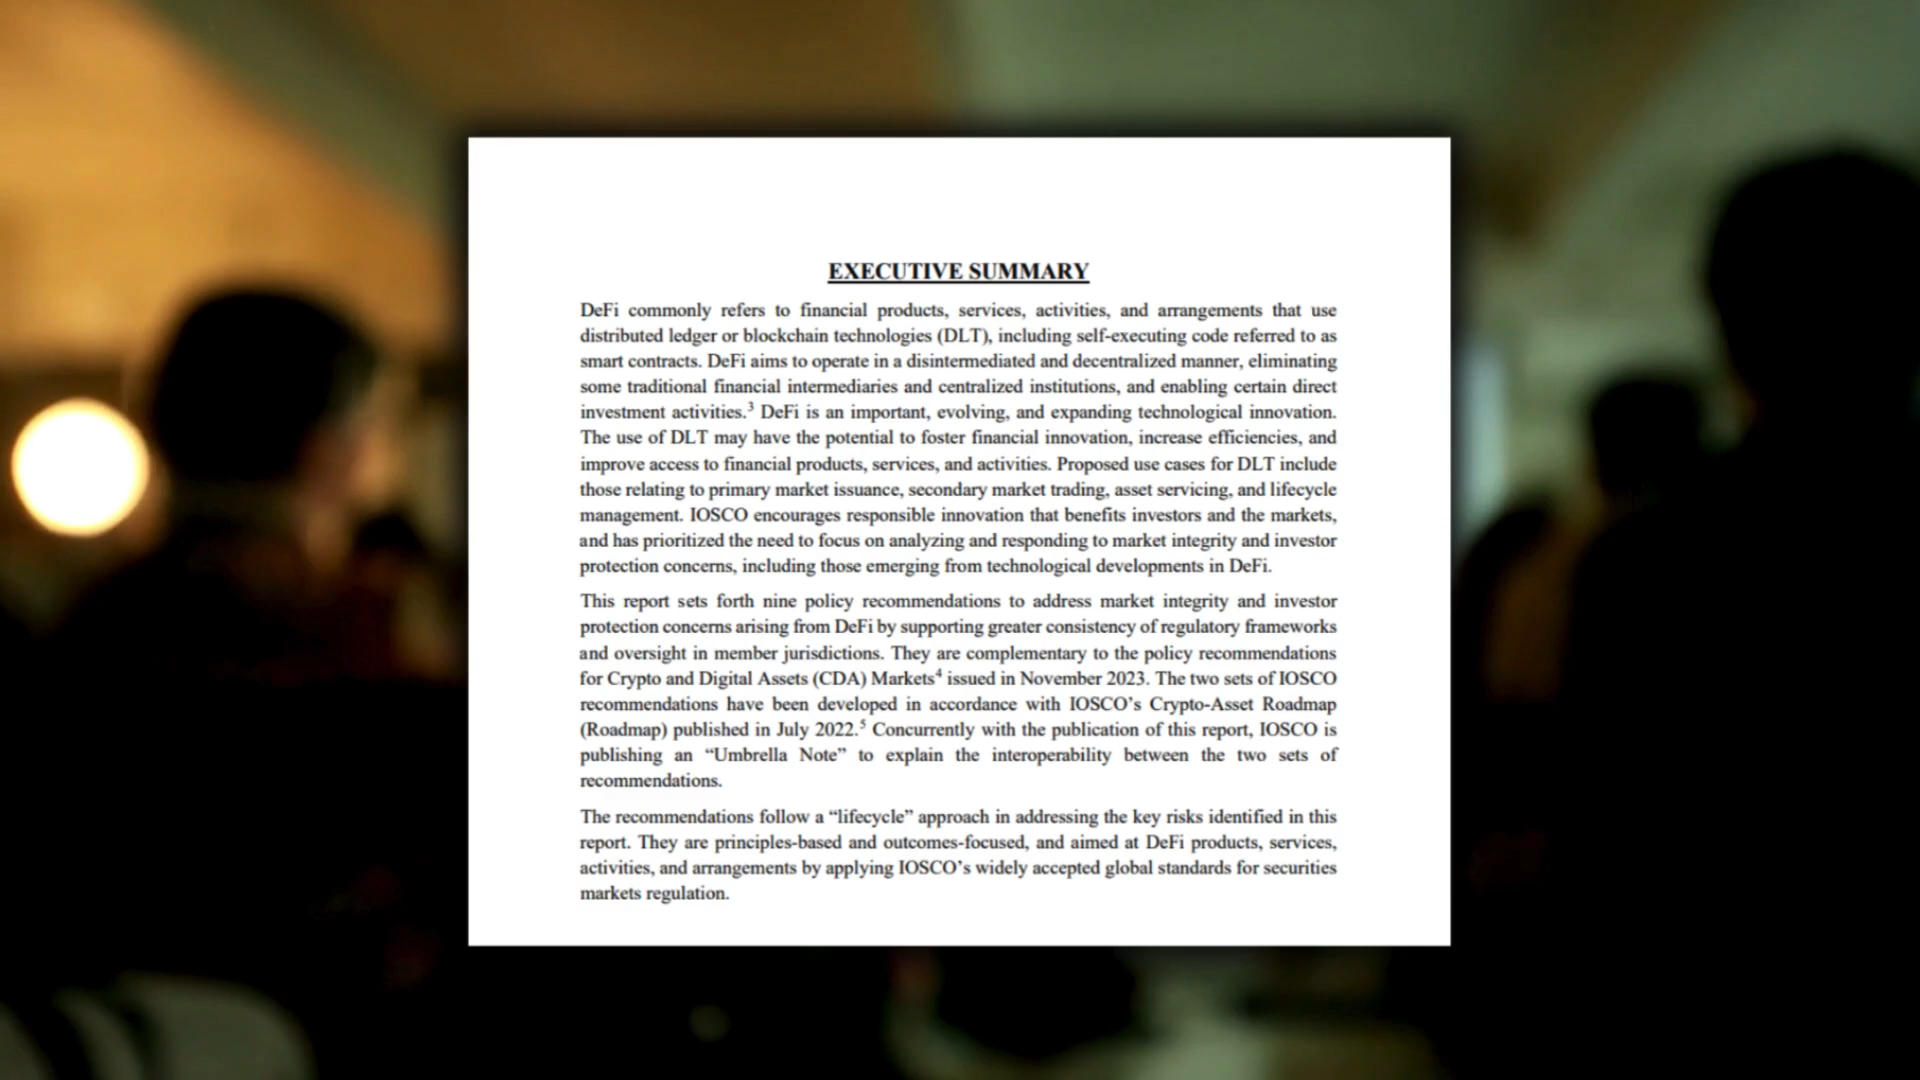 EXECUTIVE SUMMARY
DeFi commonly refers to financial products, services, activities, and arrangements that use
distributed ledger or blockchain technologies (DLT), including self-executing code referred to as
smart contracts. DeFi aims to operate in a disintermediated and decentralized manner, eliminating
some traditional financial intermediaries and centralized institutions, and enabling certain direct
investment activities.³ DeFi is an important, evolving, and expanding technological innovation.
The use of DLT may have the potential to foster financial innovation, increase efficiencies, and
improve access to financial products, services, and activities. Proposed use cases for DLT include
those relating to primary market issuance, secondary market trading, asset servicing, and lifecycle
management. IOSCO encourages responsible innovation that benefits investors and the markets,
and has prioritized the need to focus on analyzing and responding to market integrity and investor
protection concerns, including those emerging from technological developments in DeFi.
This report sets forth nine policy recommendations to address market integrity and investor
protection concerns arising from DeFi by supporting greater consistency of regulatory frameworks
and oversight in member jurisdictions. They are complementary to the policy recommendations
for Crypto and Digital Assets (CDA) Markets⁴ issued in November 2023. The two sets of IOSCO
recommendations have been developed in accordance with IOSCO’s Crypto-Asset Roadmap
(Roadmap) published in July 2022.⁵ Concurrently with the publication of this report, IOSCO is
publishing an “Umbrella Note” to explain the interoperability between the two sets of
recommendations.
The recommendations follow a “lifecycle” approach in addressing the key risks identified in this
report. They are principles-based and outcomes-focused, and aimed at DeFi products, services,
activities, and arrangements by applying IOSCO’s widely accepted global standards for securities
markets regulation.